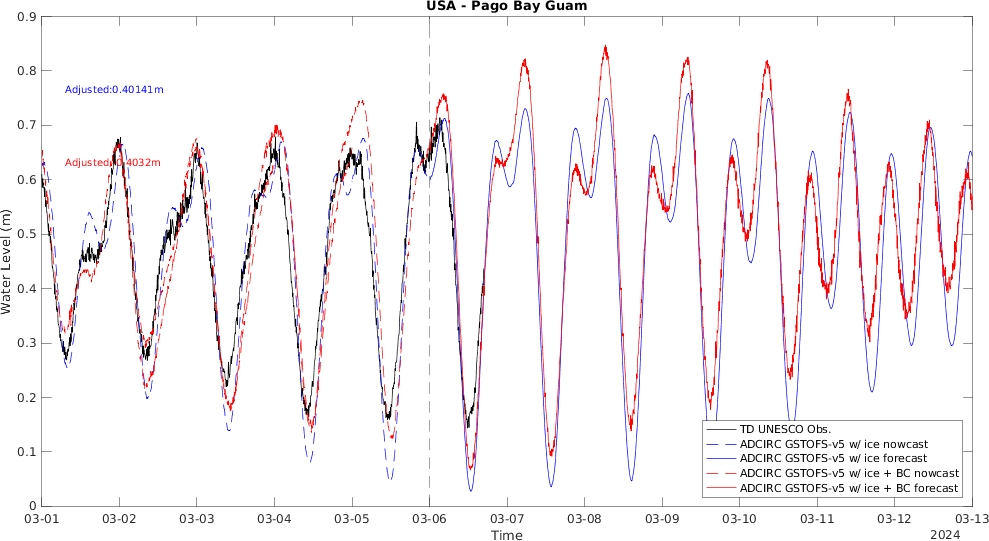 USA - Pago Bay Guam
0.9
0.8
0.7
0.6
0.5
0.4
0.3
0.2
0.1
0
Water Level (m)
Adjusted:0.40141m
Adjusted:0.4032m
TD UNESCO Obs.
ADCIRC GSTOFS-v5 w/ ice nowcast
ADCIRC GSTOFS-v5 w/ ice forecast
ADCIRC GSTOFS-v5 w/ ice + BC nowcast
ADCIRC GSTOFS-v5 w/ ice + BC forecast
03-01 03-02 03-03 03-04 03-05 03-06 03-07 03-08 03-09 03-10 03-11 03-12 03-13
Time
2024